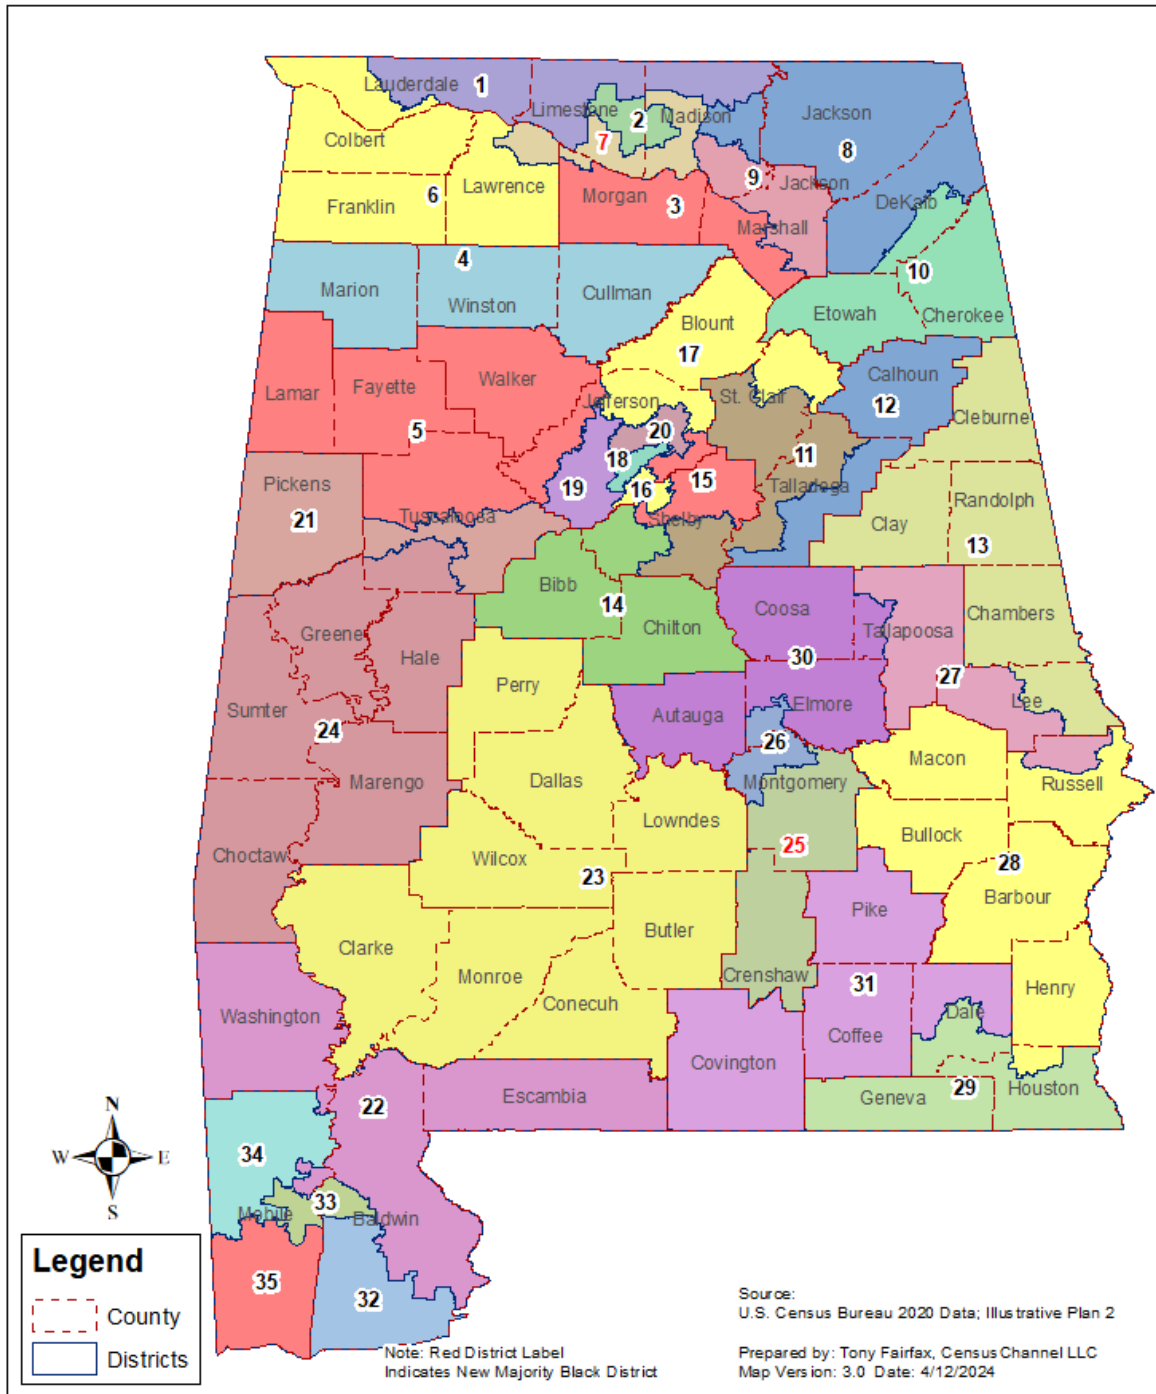 Lauderdale
1
Limestone
2
Madison
Jackson
7
8
Colbert
Lawrence
9
Jackson
Franklin
6
Morgan
3
DeKalb
Marshall
4
10
Marion
Winston
Cullman
Etowah
Cherokee
Blount
17
Lamar
Fayette
Walker
Jefferson
St. Clair
Calhoun
12
Cleburne
5
20
18
11
Pickens
19
16
15
Talladega
Randolph
21
Tuscaloosa
Shelby
Clay
13
Bibb
14
Coosa
Chambers
Greene
Chilton
Tallapoosa
Hale
30
Perry
27
Sumter
Autauga
Elmore
Lee
24
26
Macon
Marengo
Dallas
Montgomery
Russell
Lowndes
Bullock
Choctaw
Wilcox
25
28
23
Barbour
Pike
Clarke
Butler
Monroe
Crenshaw
31
Henry
Conecuh
Washington
Dale
Coffee
Covington
Escambia
Geneva
29
Houston
22
N
W
E
S
34
33
Mobile
Baldwin
35
32
Legend
County
Districts
Note: Red District Label
Indicates New Majority Black District
Source:
U.S. Census Bureau 2020 Data; Illustrative Plan 2
Prepared by: Tony Fairfax, CensusChannel LLC
Map Version: 3.0 Date: 4/12/2024